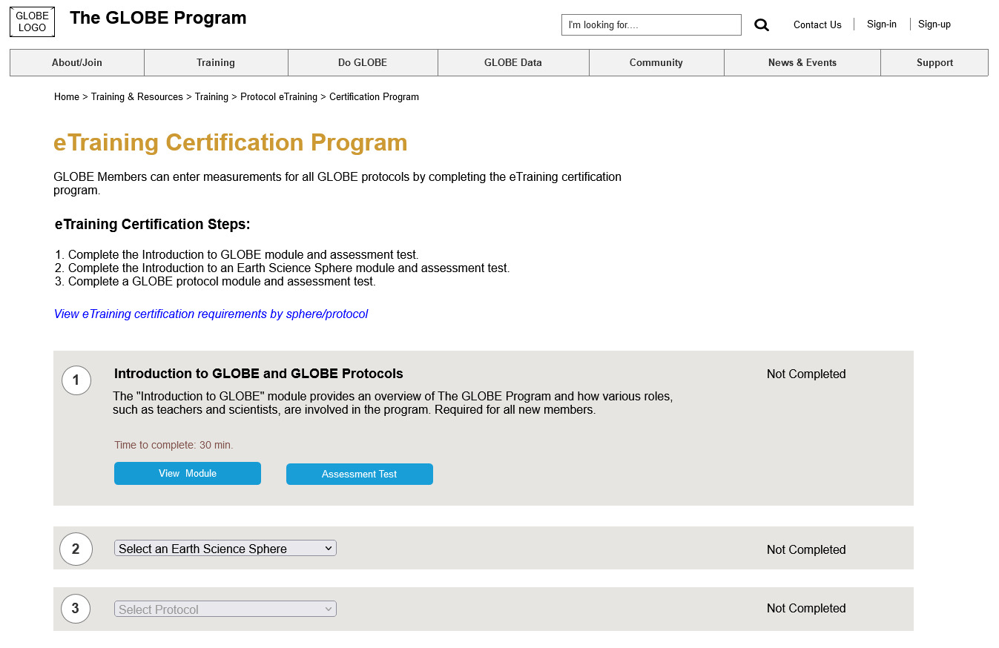 GLOBE
LOGO
The GLOBE Program
I'm looking for....
Contact Us
Sign-in
Sign-up
About/Join
Training
Do GLOBE
GLOBE Data
Community
News & Events
Support
Home > Training & Resources > Training > Protocol eTraining > Certification Program
eTraining Certification Program
GLOBE Members can enter measurements for all GLOBE protocols by completing the eTraining certification
program.
eTraining Certification Steps:
1. Complete the Introduction to GLOBE module and assessment test.
2. Complete the Introduction to an Earth Science Sphere module and assessment test.
3. Complete a GLOBE protocol module and assessment test.
View eTraining certification requirements by sphere/protocol
1
Introduction to GLOBE and GLOBE Protocols
Not Completed
The "Introduction to GLOBE" module provides an overview of The GLOBE Program and how various roles,
such as teachers and scientists, are involved in the program. Required for all new members.
Time to complete: 30 min.
View  Module
Assessment Test
2
Select an Earth Science Sphere
Not Completed
3
Select Protocol
Not Completed